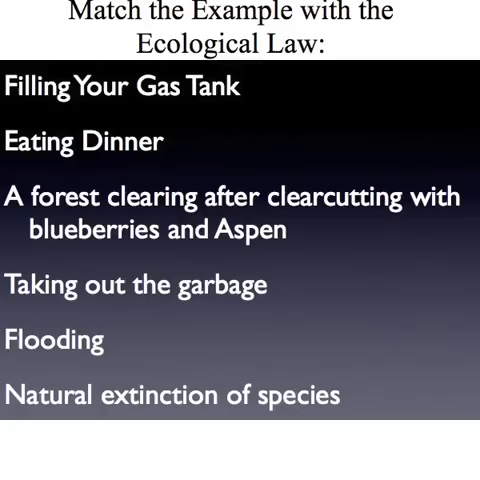 Match the Example with the
Ecological Law:
Filling Your Gas Tank
Eating Dinner
A forest clearing after clearcutting with
blueberries and Aspen
Taking out the garbage
Flooding
Natural extinction of species